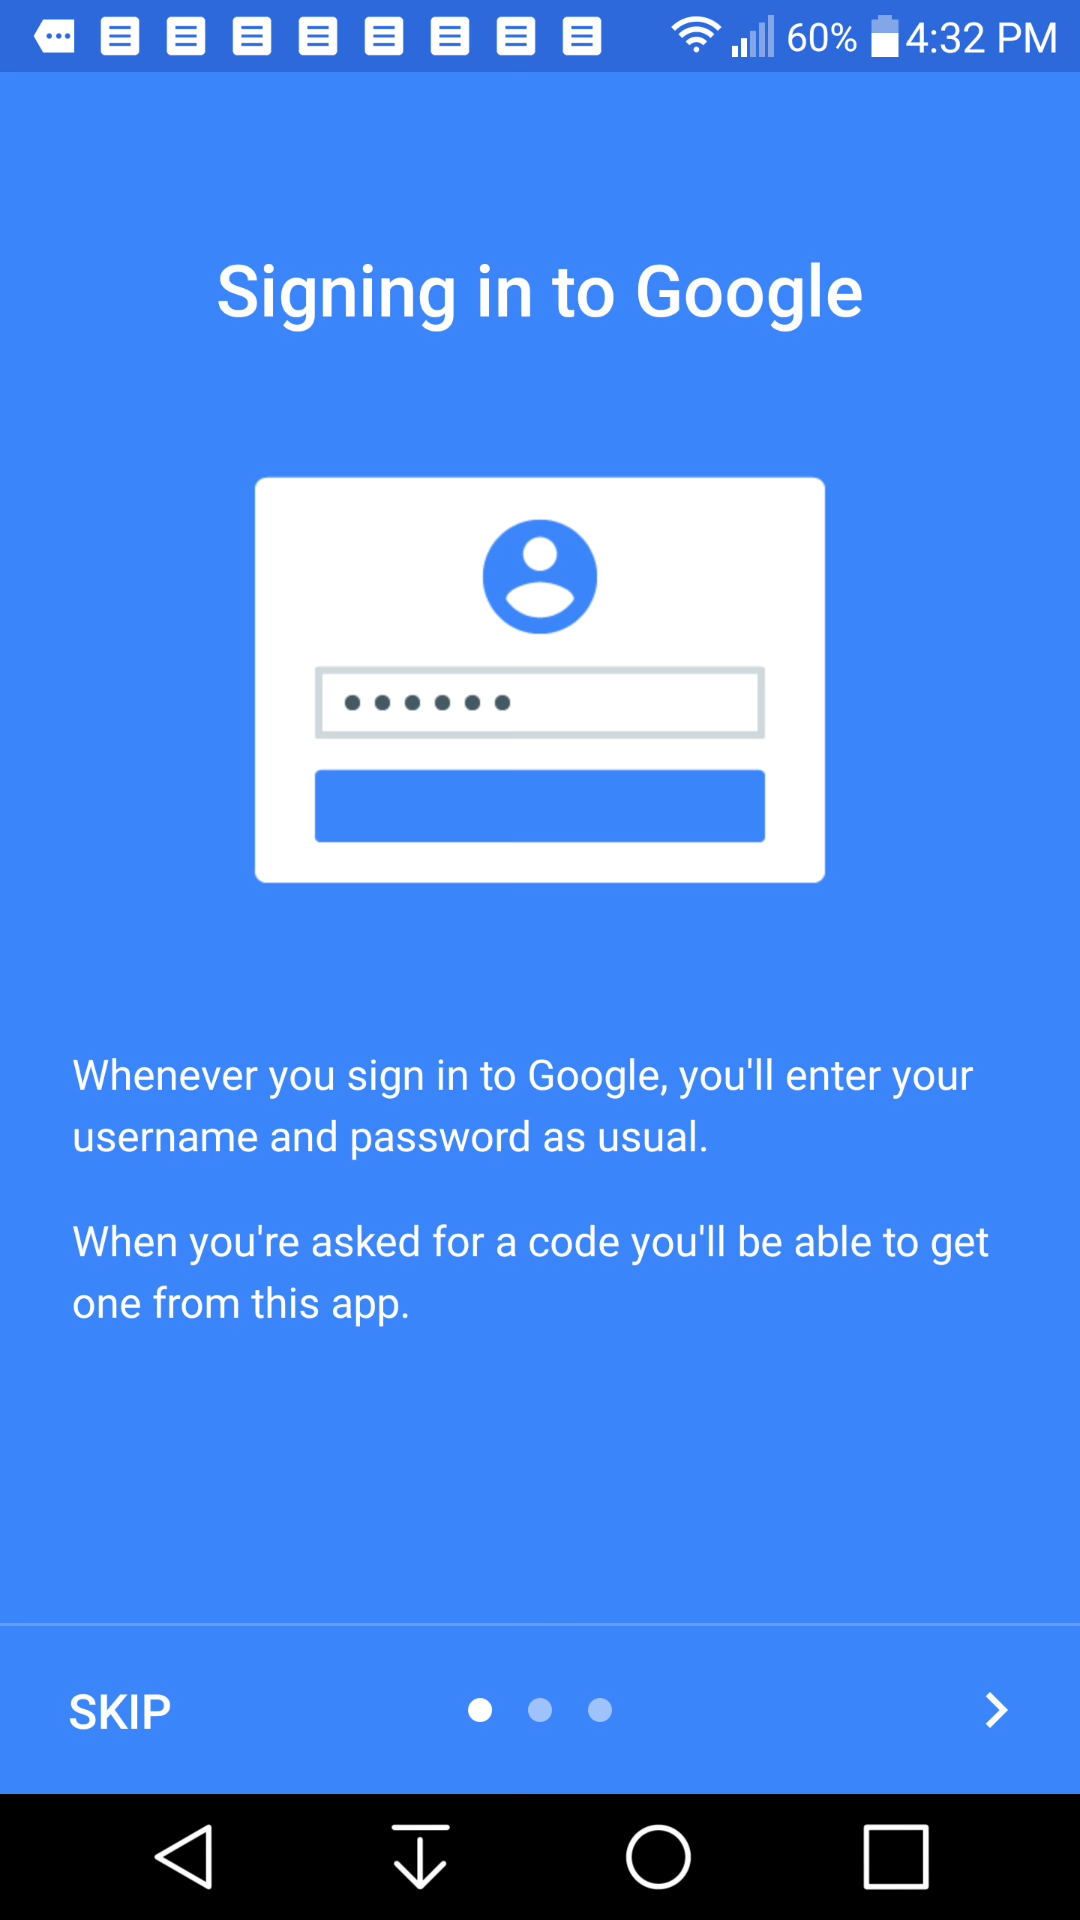 60% 4:32 PM
Signing in to Google
Whenever you sign in to Google, you'll enter your
username and password as usual.
When you're asked for a code you'll be able to get
one from this app.
SKIP